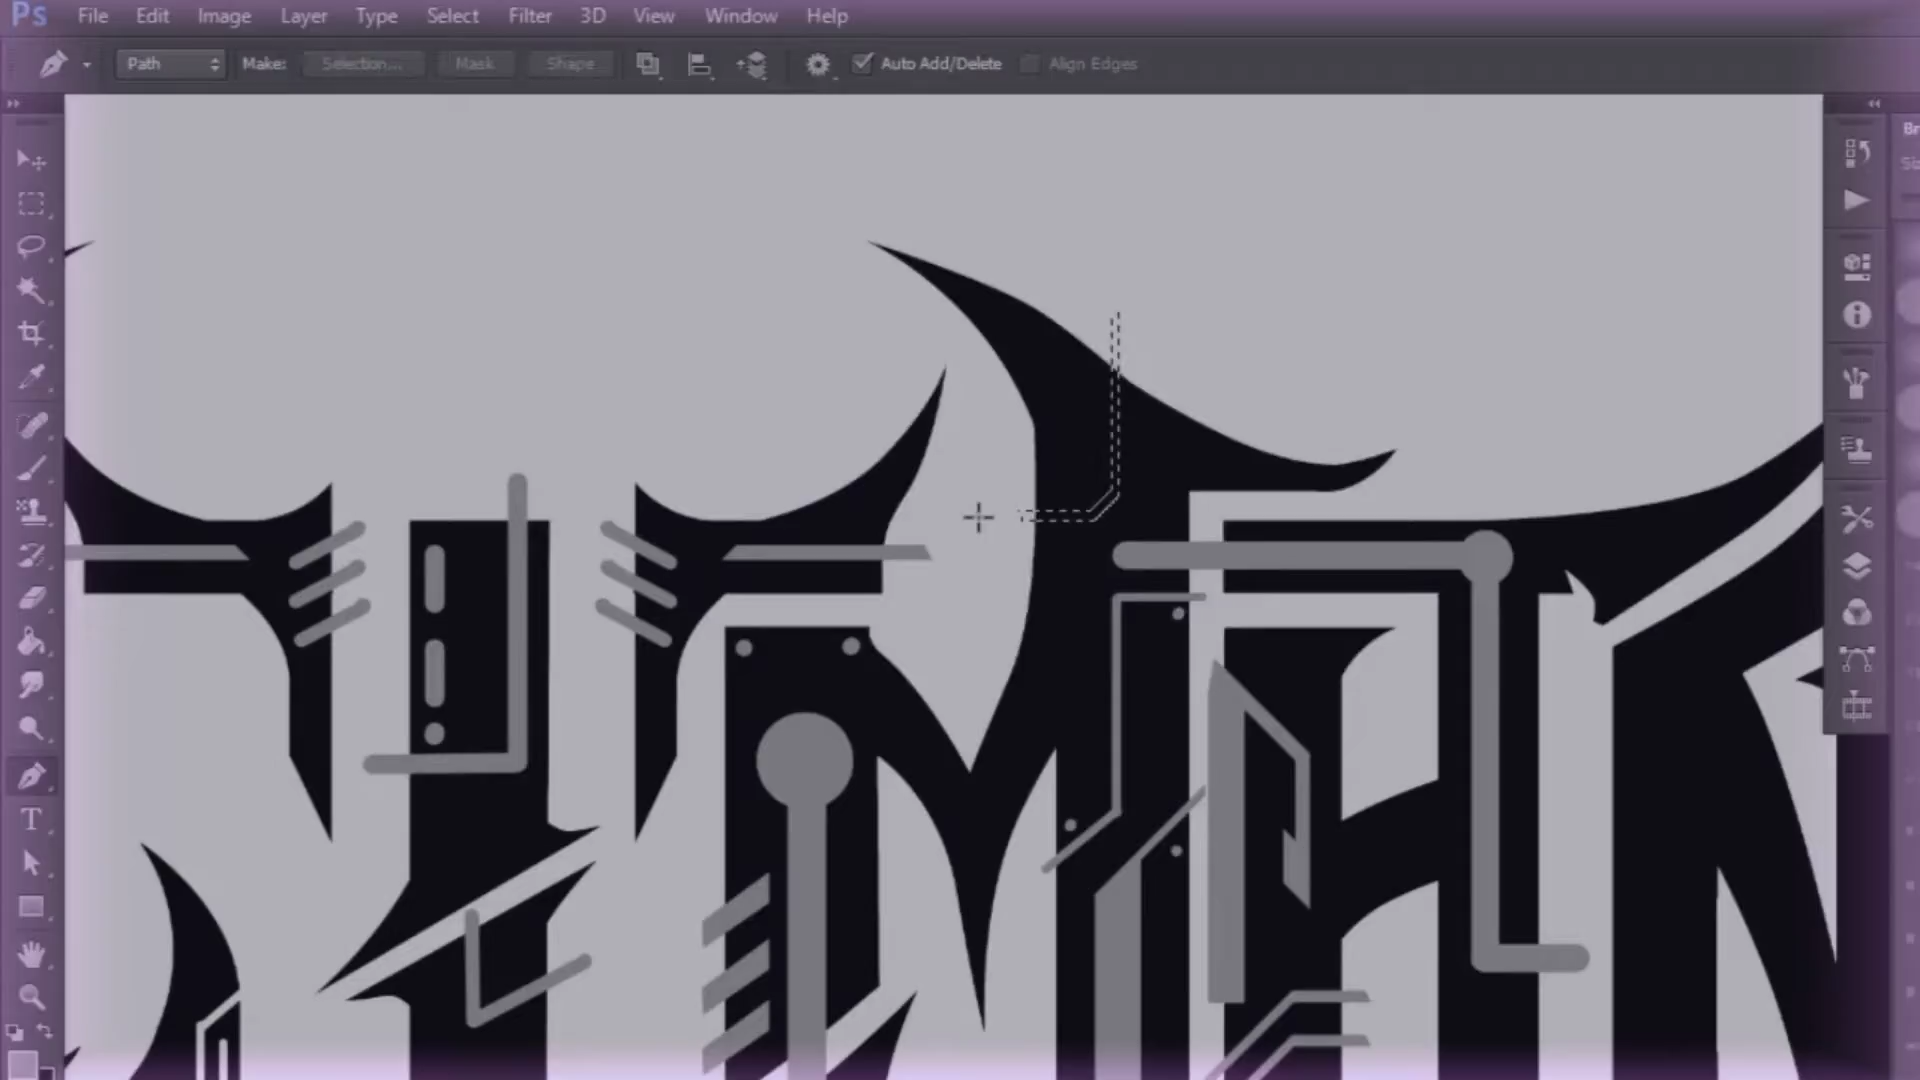 Ps File Edit Image Layer Type Select Filter 3D View Window Help
Path Make: Selection... Mask Shape Auto Add/Delete Align Edges
Br